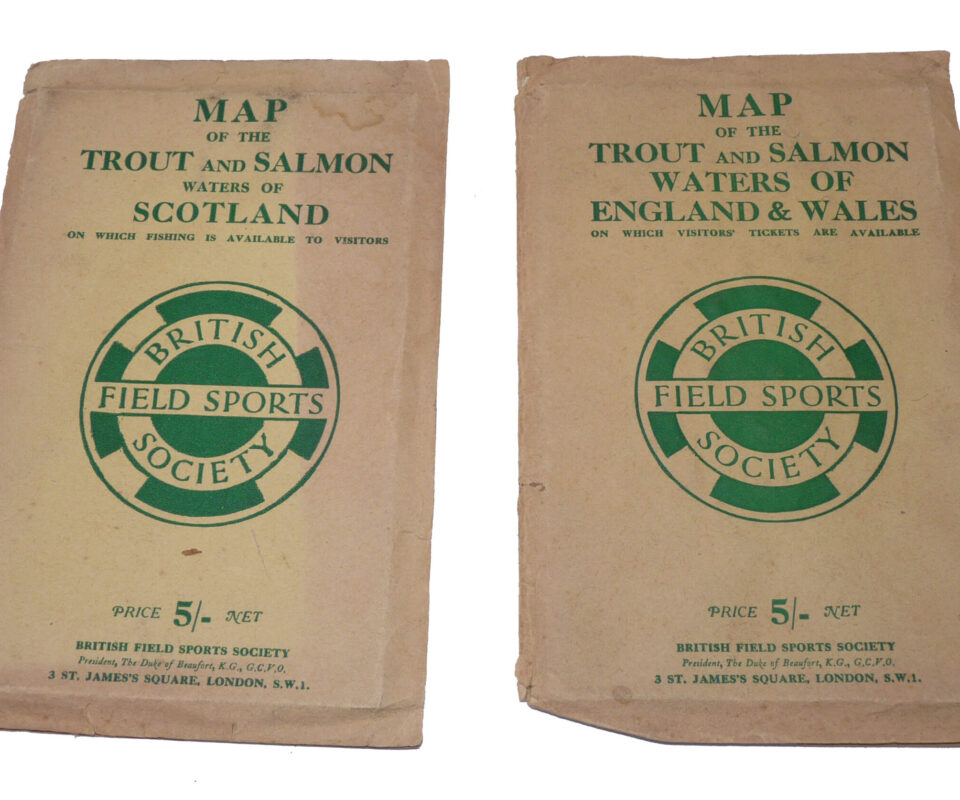 MAP
OF THE
TROUT AND SALMON
WATERS OF
SCOTLAND
ON WHICH FISHING IS AVAILABLE TO VISITORS
BRITISH
FIELD SPORTS
SOCIETY
PRICE 5/- NET
BRITISH FIELD SPORTS SOCIETY
President, The Duke of Beaufort, K.G., G.C.V.O.
3 ST. JAMES'S SQUARE, LONDON, S.W.1.
MAP
OF THE
TROUT AND SALMON
WATERS OF
ENGLAND & WALES
ON WHICH VISITORS' TICKETS ARE AVAILABLE
BRITISH
FIELD SPORTS
SOCIETY
PRICE 5/- NET
BRITISH FIELD SPORTS SOCIETY
President, The Duke of Beaufort, K.G., G.C.V.O.
3 ST. JAMES'S SQUARE, LONDON, S.W.1.